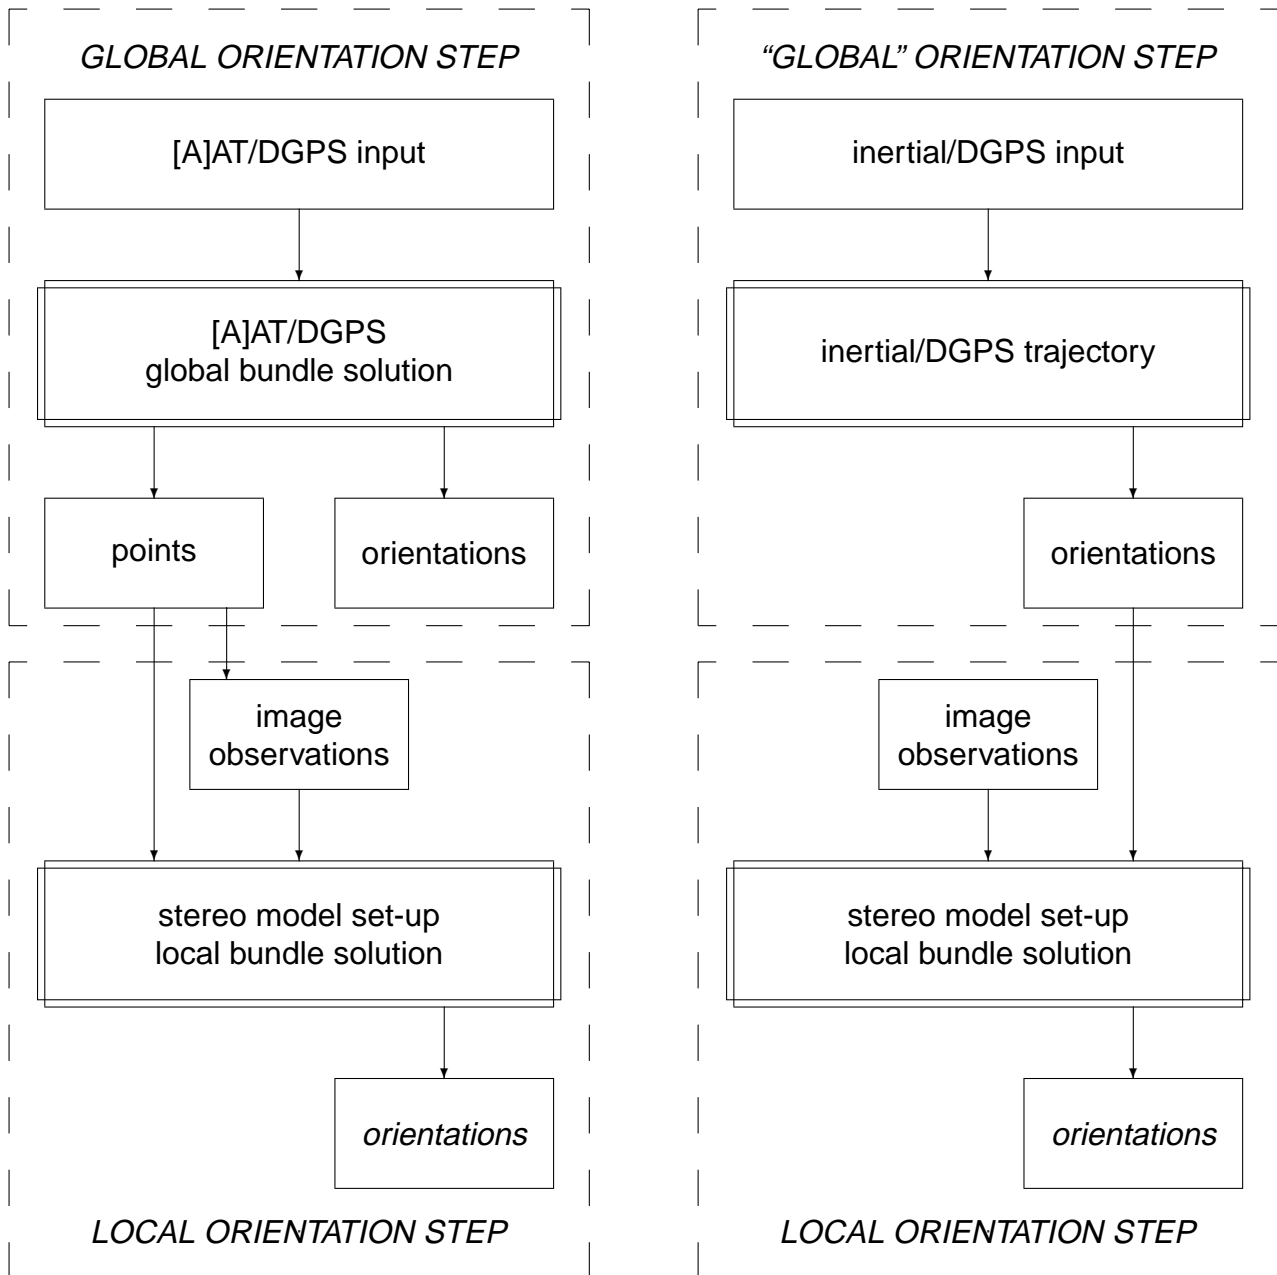 GLOBAL ORIENTATION STEP
[A]AT/DGPS input
[A]AT/DGPS
global bundle solution
points
orientations
image
observations
stereo model set-up
local bundle solution
orientations
LOCAL ORIENTATION STEP
“GLOBAL” ORIENTATION STEP
inertial/DGPS input
inertial/DGPS trajectory
orientations
image
observations
stereo model set-up
local bundle solution
orientations
LOCAL ORIENTATION STEP